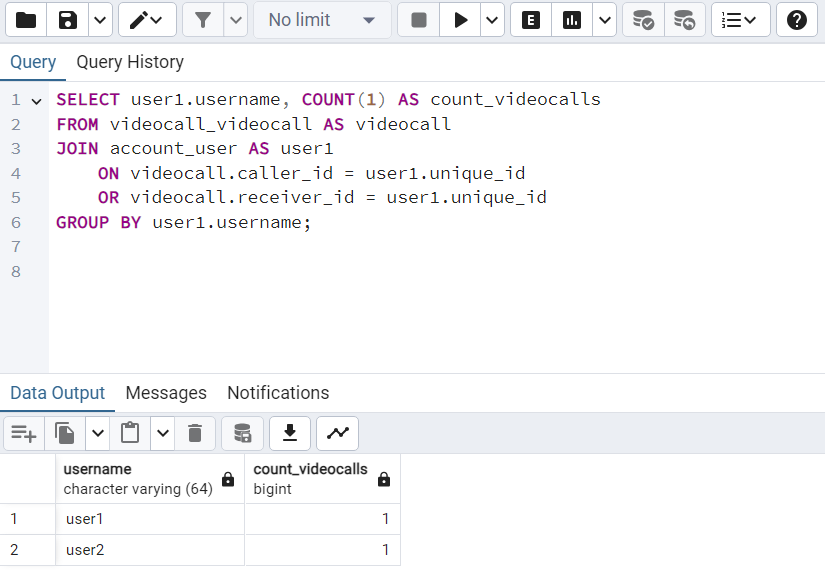 No limit
E
Query Query History
1 SELECT user1.username, COUNT(1) AS count_videocalls
2 FROM videocall_videocall AS videocall
3 JOIN account_user AS user1
4 ON videocall.caller_id = user1.unique_id
5 OR videocall.receiver_id = user1.unique_id
6 GROUP BY user1.username;
7
8
Data Output Messages Notifications
username count_videocalls
character varying (64) bigint
1 user1 1
2 user2 1